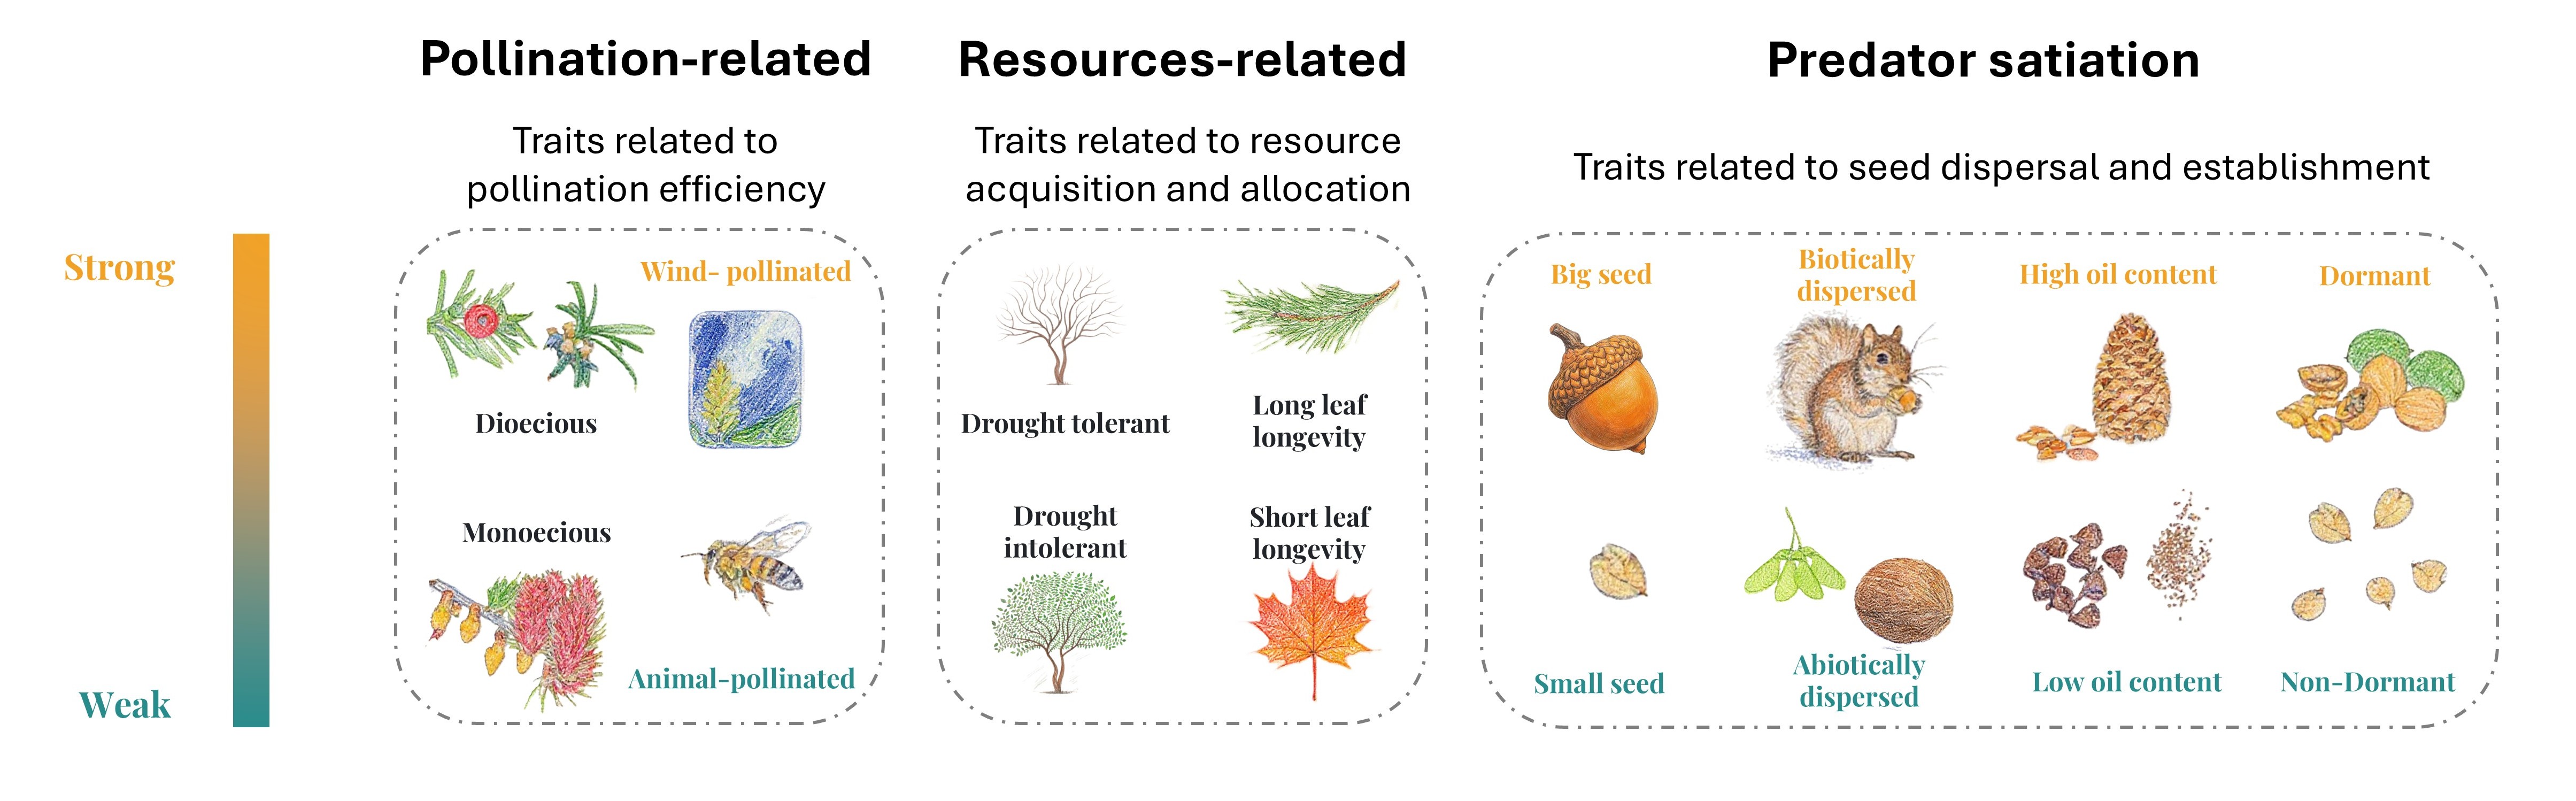 Pollination-related
Traits related to
pollination efficiency
Resources-related
Traits related to resource
acquisition and allocation
Predator satiation
Traits related to seed dispersal and establishment
Strong
Weak
Wind- pollinated
Dioecious
Monoecious
Animal-pollinated
Drought tolerant
Long leaf
longevity
Drought
intolerant
Short leaf
longevity
Big seed
Biotically
dispersed
High oil content
Dormant
Small seed
Abiotically
dispersed
Low oil content
Non-Dormant